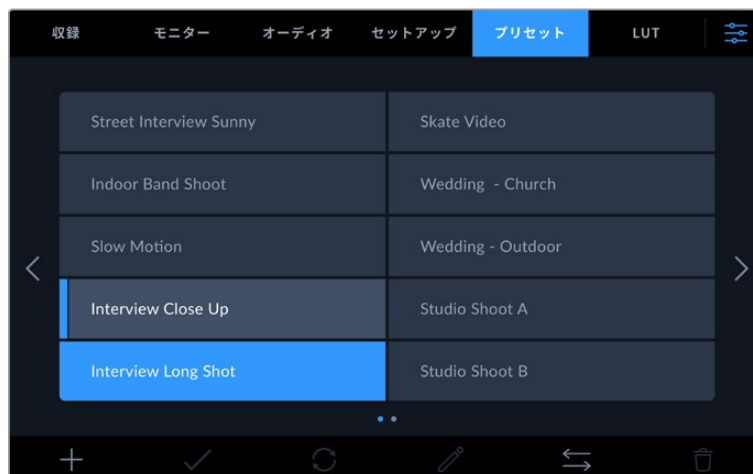 収録 モニター オーディオ セットアップ プリセット LUT
Street Interview Sunny Skate Video
Indoor Band Shoot Wedding - Church
Slow Motion Wedding - Outdoor
Interview Close Up Studio Shoot A
Interview Long Shot Studio Shoot B